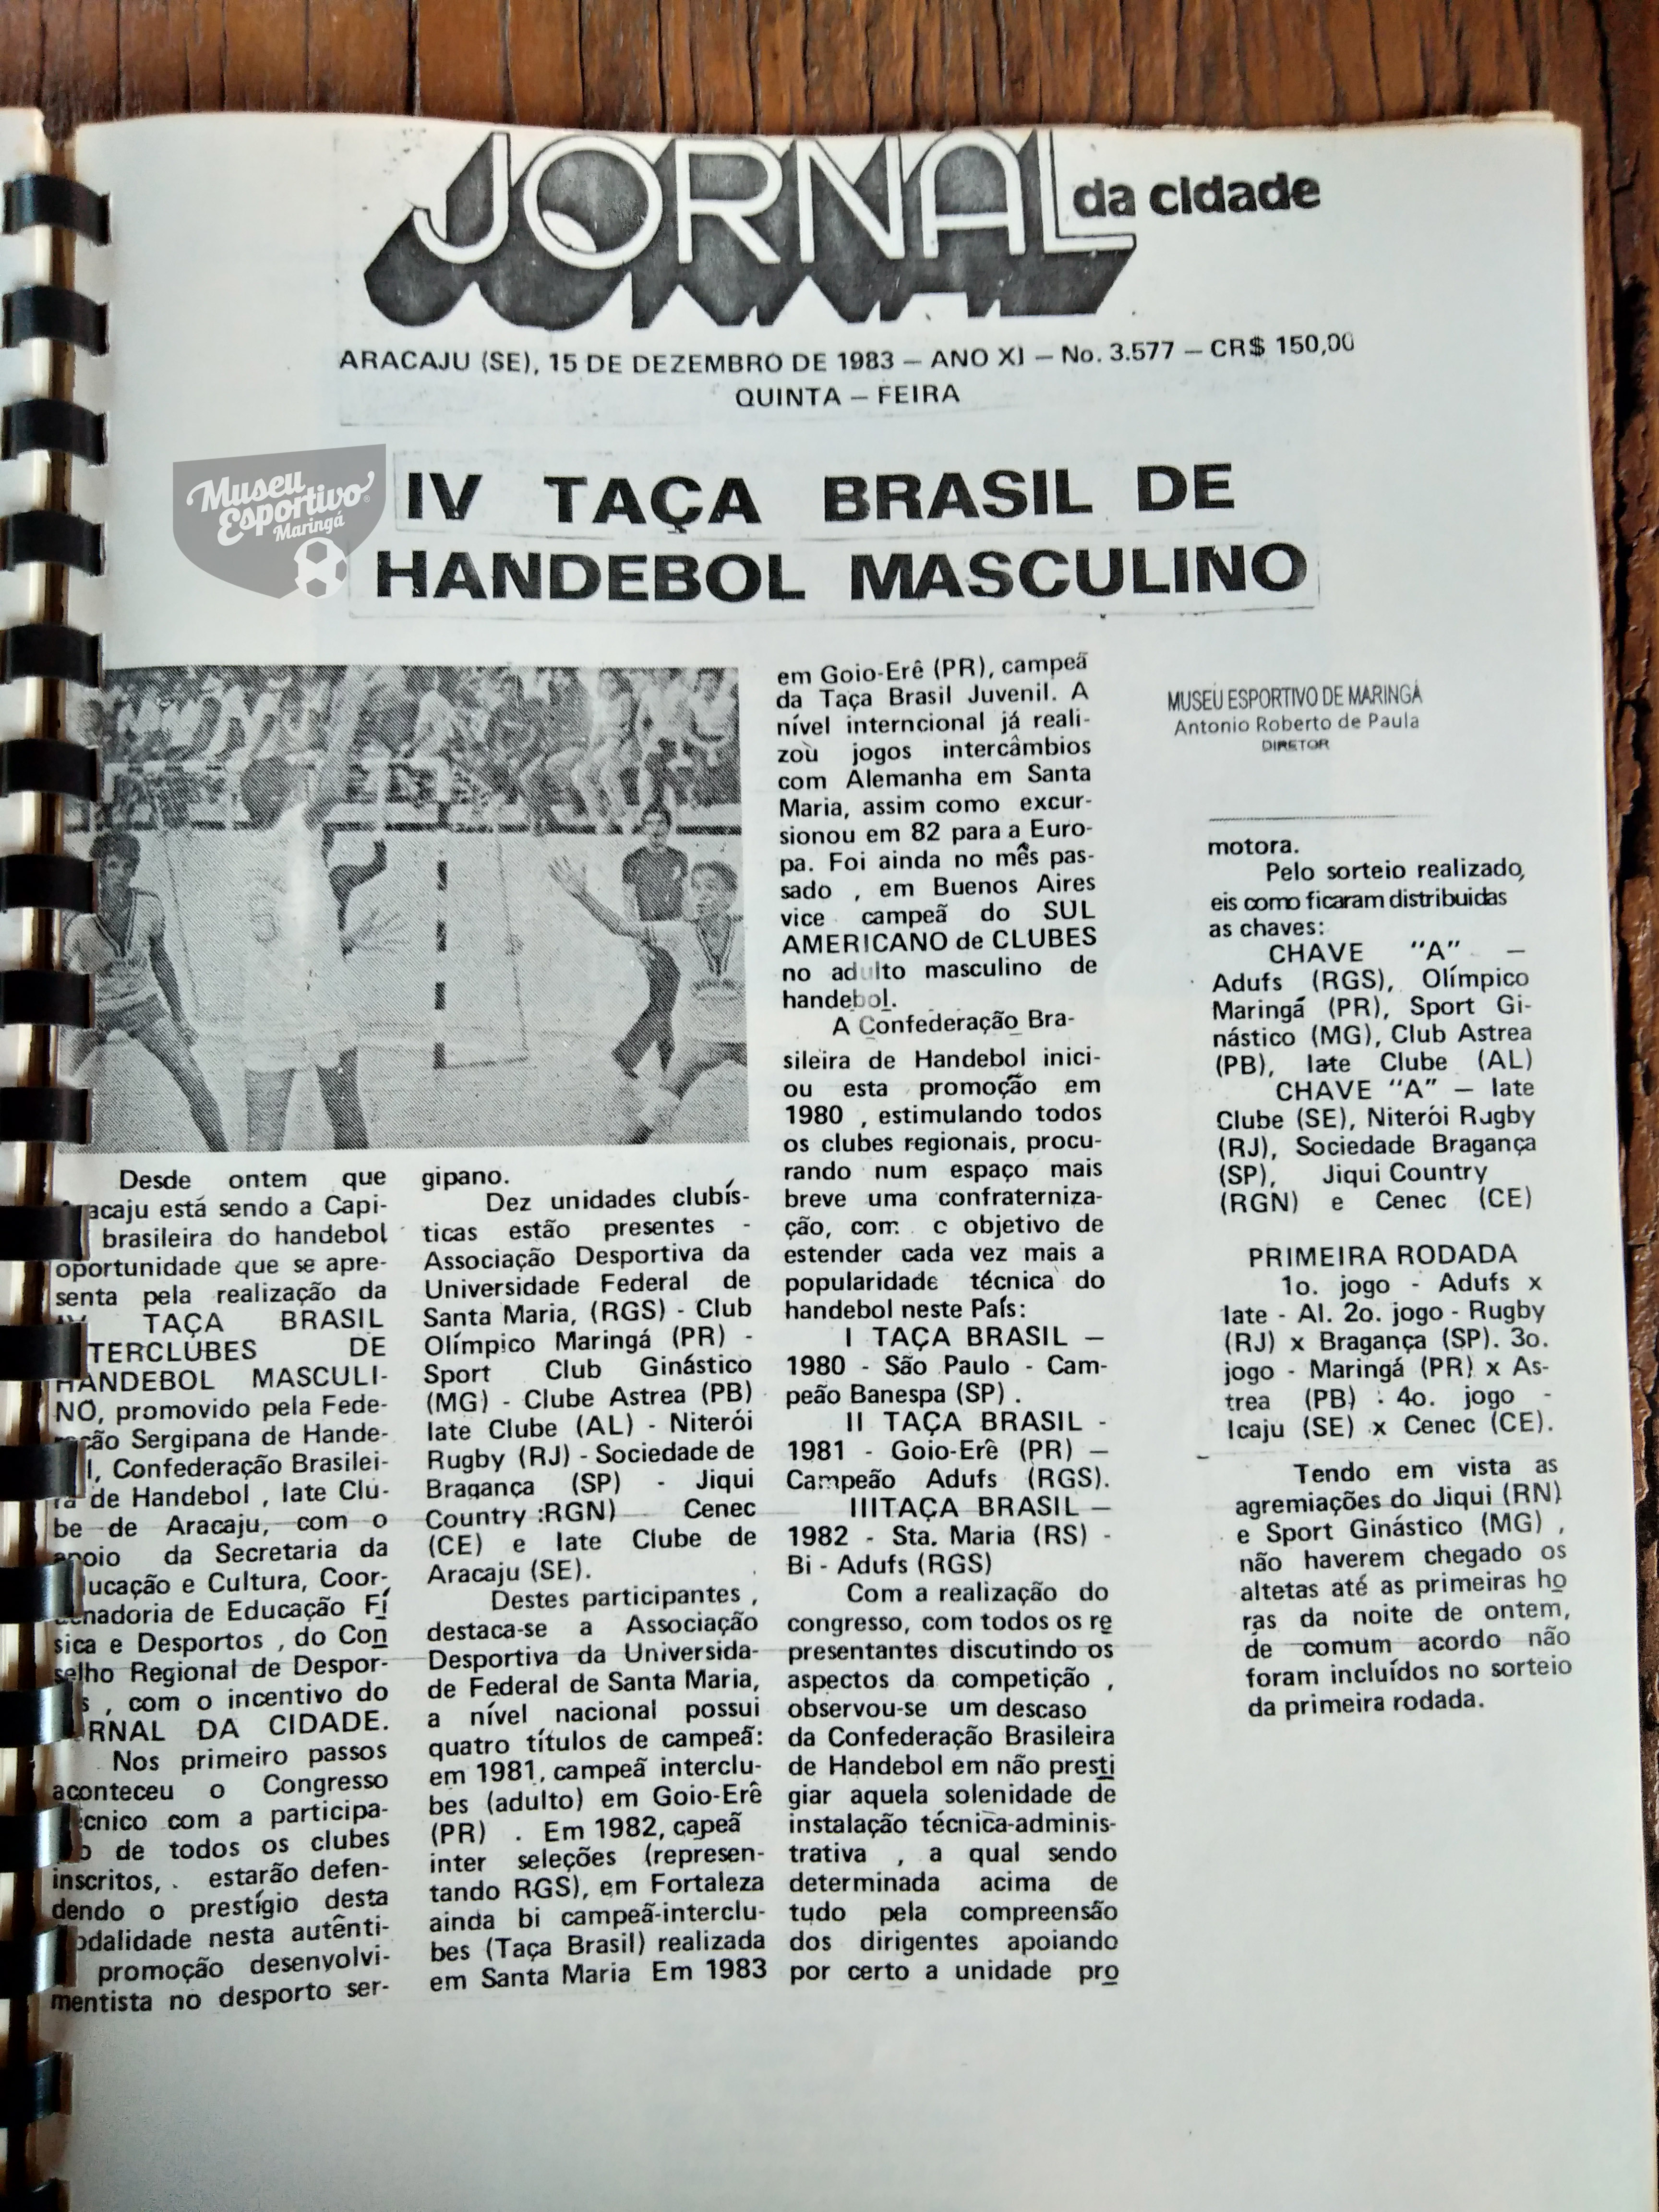 JORNAL da cidade
ARACAJU (SE), 15 DE DEZEMBRO DE 1983 — ANO XI — No. 3.577 — CR$ 150,00
QUINTA — FEIRA
Museu
Esportivo®
Maringá
IV TAÇA BRASIL DE
HANDEBOL MASCULINO
Desde ontem que
acaju está sendo a Capi-
brasileira do handebol
oportunidade que se apre-
senta pela realização da
TAÇA BRASIL
TERCLUBES DE
HANDEBOL MASCULI-
NO, promovido pela Fede-
ção Sergipana de Hande-
l, Confederação Brasilei-
ra de Handebol , Iate Clu-
be de Aracaju, com o
apoio da Secretaria da
ucação e Cultura, Coor-
nadoria de Educação Fí
sica e Desportos , do Con
selho Regional de Despor-
s , com o incentivo do
RNAL DA CIDADE.
Nos primeiro passos
aconteceu o Congresso
cnico com a participa-
o de todos os clubes
inscritos, . estarão defen-
dendo o prestígio desta
odalidade nesta autênti-
promoção desenvolvi-
mentista no desporto ser-
gipano.
Dez unidades clubís-
ticas estão presentes -
Associação Desportiva da
Universidade Federal de
Santa Maria, (RGS) - Club
Olímpico Maringá (PR) -
Sport Club Ginástico
(MG) - Clube Astrea (PB)
Iate Clube (AL) - Niterói
Rugby (RJ) - Sociedade de
Bragança (SP) - Jiqui
Country :RGN) Cenec
(CE) e Iate Clube de
Aracaju (SE).
Destes participantes ,
destaca-se a Associação
Desportiva da Universida-
de Federal de Santa Maria,
a nível nacional possui
quatro títulos de campeã:
em 1981, campeã interclu-
bes (adulto) em Goio-Erê
(PR) . Em 1982, capeã
inter seleções (represen-
tando RGS), em Fortaleza
ainda bi campeã-interclu-
bes (Taça Brasil) realizada
em Santa Maria Em 1983
em Goio-Erê (PR), campeã
da Taça Brasil Juvenil. A
nível interncional já reali-
zou jogos intercâmbios
com Alemanha em Santa
Maria, assim como excur-
sionou em 82 para a Euro-
pa. Foi ainda no mês pas-
sado , em Buenos Aires
vice campeã do SUL
AMERICANO de CLUBES
no adulto masculino de
handebol.
A Confederação Bra-
sileira de Handebol inici-
ou esta promoção em
1980 , estimulando todos
os clubes regionais, procu-
rando num espaço mais
breve uma confraterniza-
ção, com o objetivo de
estender cada vez mais a
popularidade técnica do
handebol neste País:
I TAÇA BRASIL —
1980 - São Paulo - Cam-
peão Banespa (SP) .
II TAÇA BRASIL -
1981 - Goio-Erê (PR) —
Campeão Adufs (RGS).
IIITAÇA BRASIL —
1982 - Sta. Maria (RS) -
Bi - Adufs (RGS)
Com a realização do
congresso, com todos os re
presentantes discutindo os
aspectos da competição ,
observou-se um descaso
da Confederação Brasileira
de Handebol em não presti
giar aquela solenidade de
instalação técnica-adminis-
trativa , a qual sendo
determinada acima de
tudo pela compreensão
dos dirigentes apoiando
por certo a unidade pro
MUSEU ESPORTIVO DE MARINGÁ
Antonio Roberto de Paula
DIRETOR
motora.
Pelo sorteio realizado,
eis como ficaram distribuidas
as chaves:
CHAVE "A" —
Adufs (RGS), Olímpico
Maringá (PR), Sport Gi-
nástico (MG), Club Astrea
(PB), Iate Clube (AL)
CHAVE "A" — Iate
Clube (SE), Niterói Rugby
(RJ), Sociedade Bragança
(SP), Jiqui Country
(RGN) e Cenec (CE)
PRIMEIRA RODADA
1o. jogo - Adufs x
Iate - Al. 2o. jogo - Rugby
(RJ) x Bragança (SP). 3o.
jogo - Maringá (PR) x As-
trea (PB) : 4o. jogo -
Icaju (SE) x Cenec (CE).
Tendo em vista as
agremiações do Jiqui (RN)
e Sport Ginástico (MG) ,
não haverem chegado os
altetas até as primeiras ho
ras da noite de ontem,
de comum acordo não
foram incluídos no sorteio
da primeira rodada.